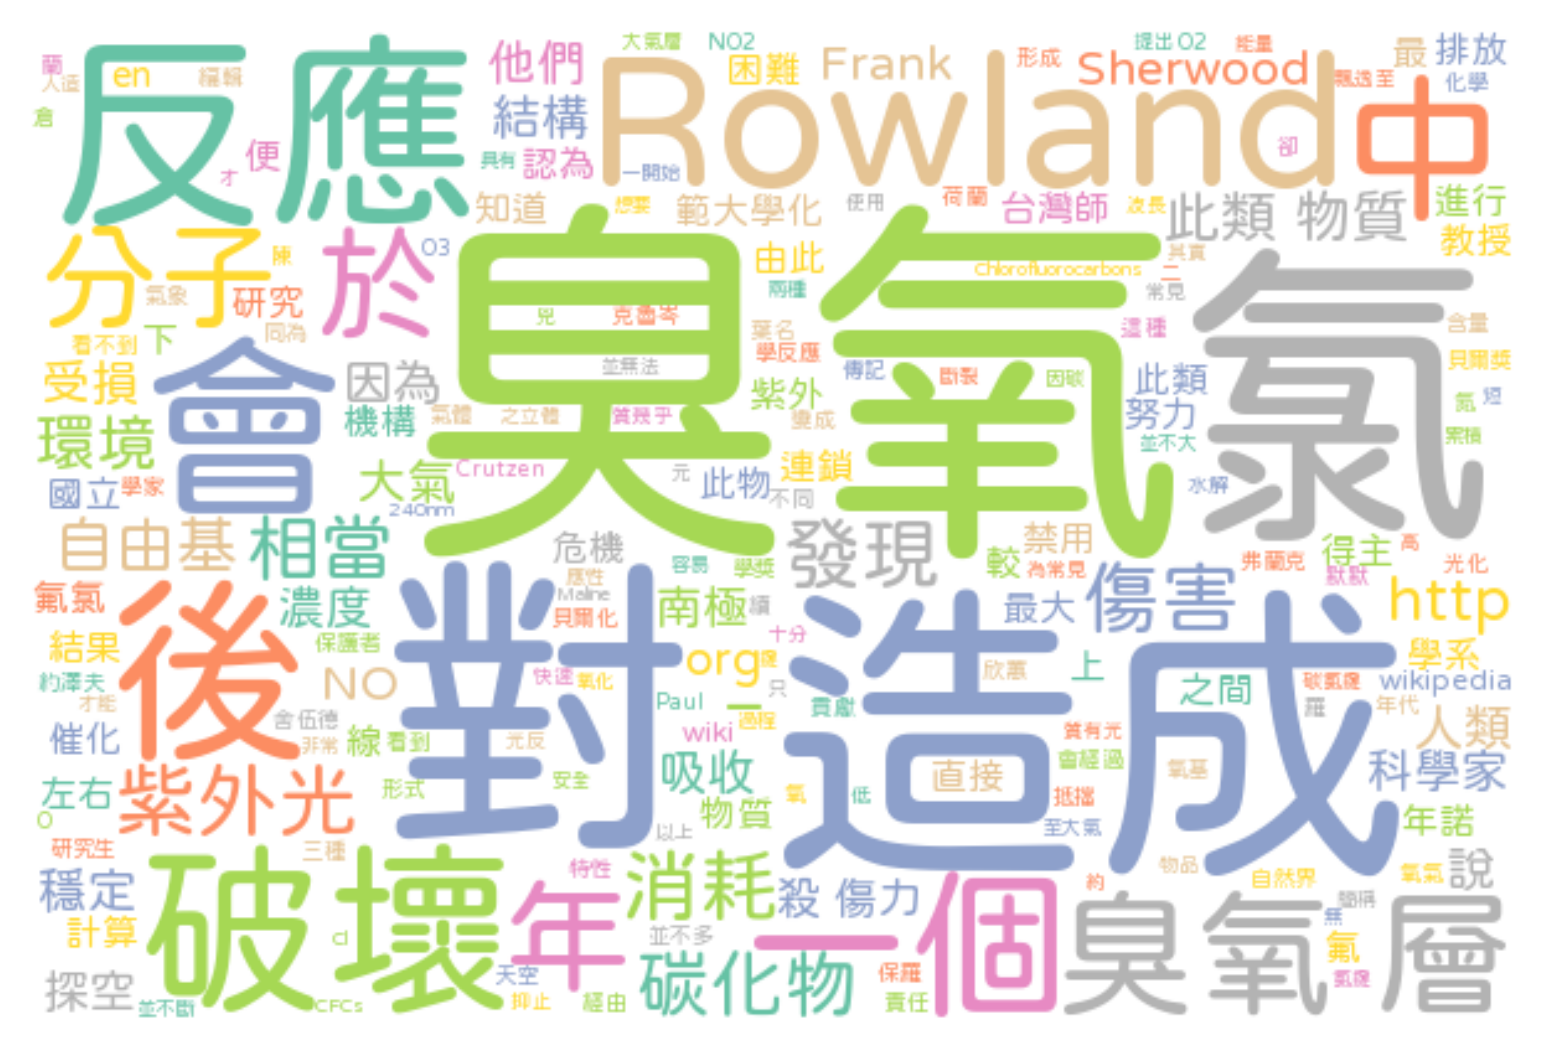 大氣層 NO2 提出 O2 能量
蘭 en 編輯 反應 他們 困難 Frank Rowland 形成 Sherwood 最 排放
人造 飄逸至 化學
倉 結構 中
便 才 具有 認為 一開始 卻
知道 想要 範大學化 使用 荷蘭 台灣師 波長 此類 物質 進行
分子 陳 於 O3 臭氧 由此 Chlorofluorocarbons 二 其實 氯 教授
氣象 研究 兩種 常見
看不到 下 同為 兇 克魯岑 葉名 這種 含量
受損 會 因為 並無法 學反應 傳記 斷裂 因碳 此類 貝爾獎
環境 機構 氣體 之立體 質幾乎 紫外 變成 努力 氮 短
並不大 累積
國立 學家 大氣 Crutzen 元 此物 不同 連鎖 水解
240nm
自由基 相當 危機 發現 禁用 較 得主 高
容易 學獎 為常見 弗蘭克 默默 光化
氟氯 後 濃度 對 應性 Maline 南極 續 造成 最大 傷害 http
結果 保護者 貝爾化 十分
約澤夫 NO 快速 氧化 org 只 欣蕙 上 之間 碳氫 學系 wikipedia
才能 舍伍德 Paul 一 貢獻 羅 年代
催化 非常 線 看到 光反 wiki 過程 質有元 人類
左右 紫外光 形式 安全 吸收 直接 會經過 氧基 科學家
O 物質 氧 低 抵擋
研究生 三種 以上 至大氣 年諾
穩定 破壞 特性 消耗 殺 傷力 個 約 物品 自然界 氧氣 說
計算 cl 年 並不多 一 臭氧層 無 簡稱
氟
探空 並不斷 CFCs 天空 抑止 經由 碳化物 保羅 責任